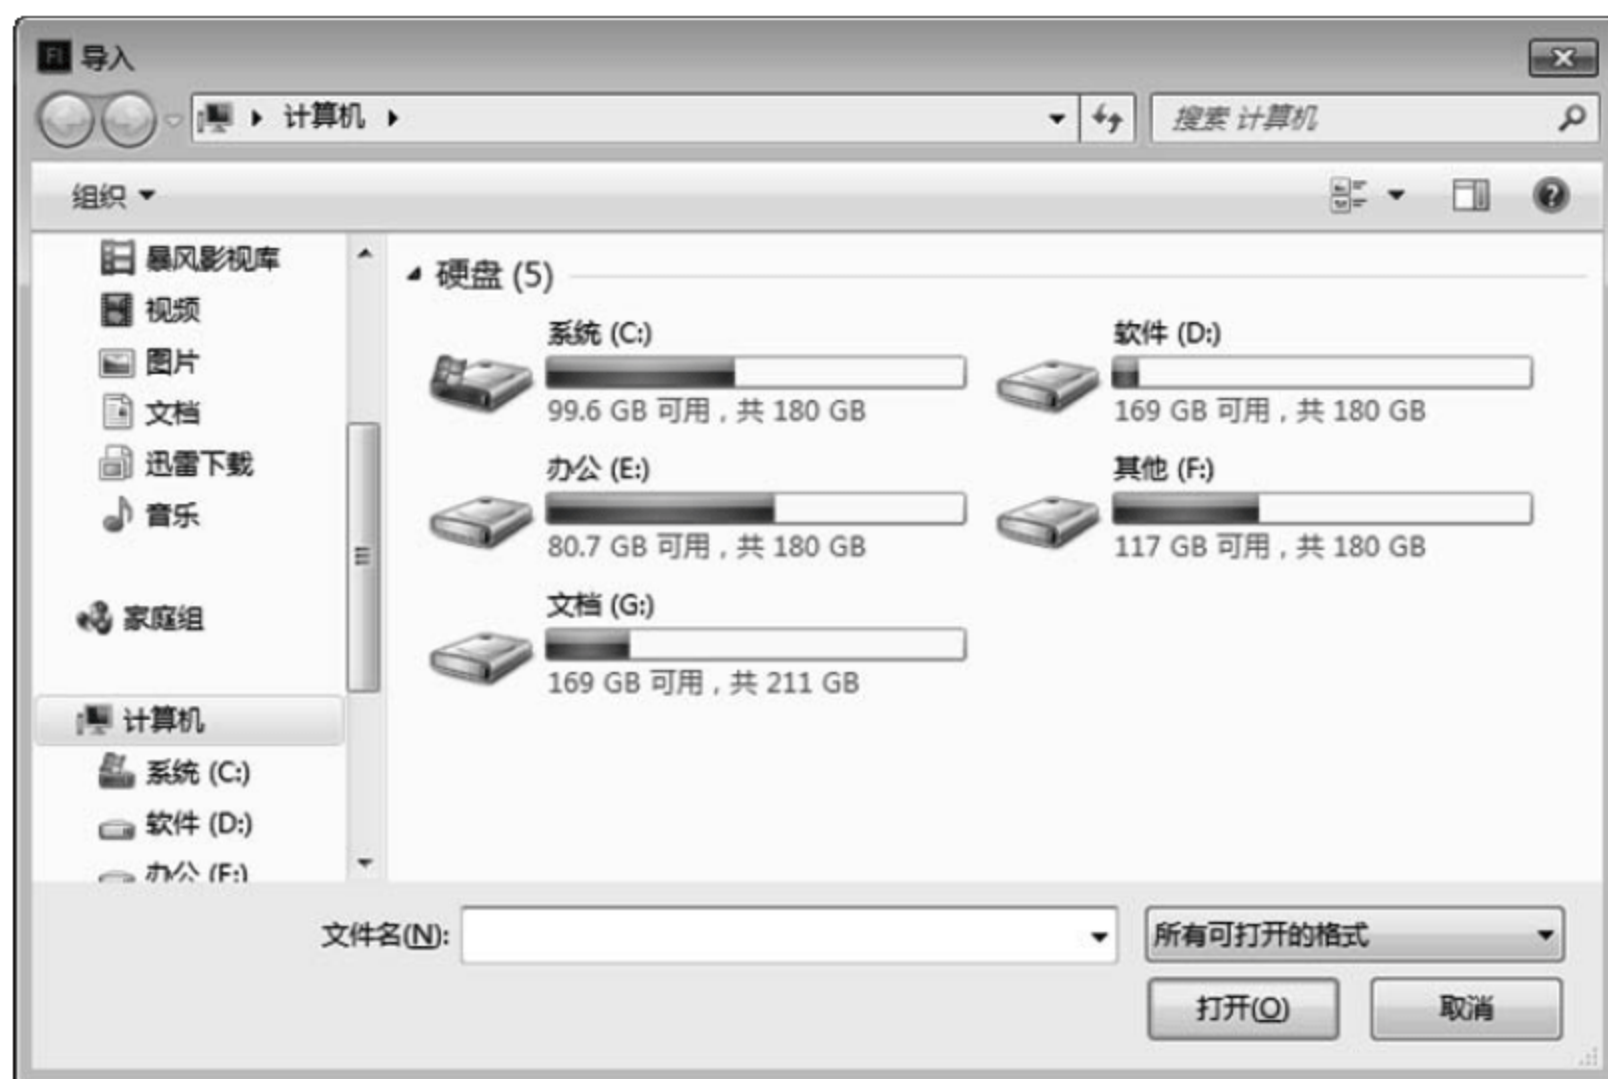 Fl 导入
计算机
搜索 计算机
组织
暴风影视库
视频
图片
文档
迅雷下载
音乐
家庭组
计算机
系统 (C:)
软件 (D:)
办公 (E:)
硬盘 (5)
系统 (C:)
99.6 GB 可用，共 180 GB
软件 (D:)
169 GB 可用，共 180 GB
办公 (E:)
80.7 GB 可用，共 180 GB
其他 (F:)
117 GB 可用，共 180 GB
文档 (G:)
169 GB 可用，共 211 GB
文件名(N):
所有可打开的格式
打开(O)
取消